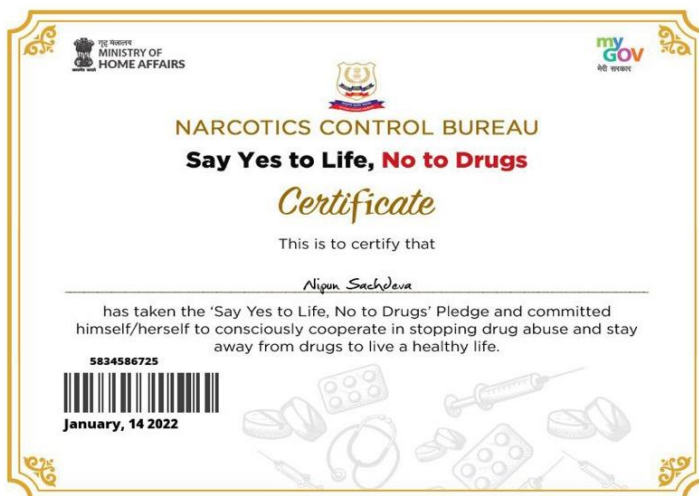 गृह मंत्रालय
MINISTRY OF
HOME AFFAIRS
my
GOV
मेरी सरकार
NARCOTICS CONTROL BUREAU
Say Yes to Life, No to Drugs
Certificate
This is to certify that
Nipun Sachdeva
has taken the 'Say Yes to Life, No to Drugs' Pledge and committed
himself/herself to consciously cooperate in stopping drug abuse and stay
away from drugs to live a healthy life.
5834586725
January, 14 2022